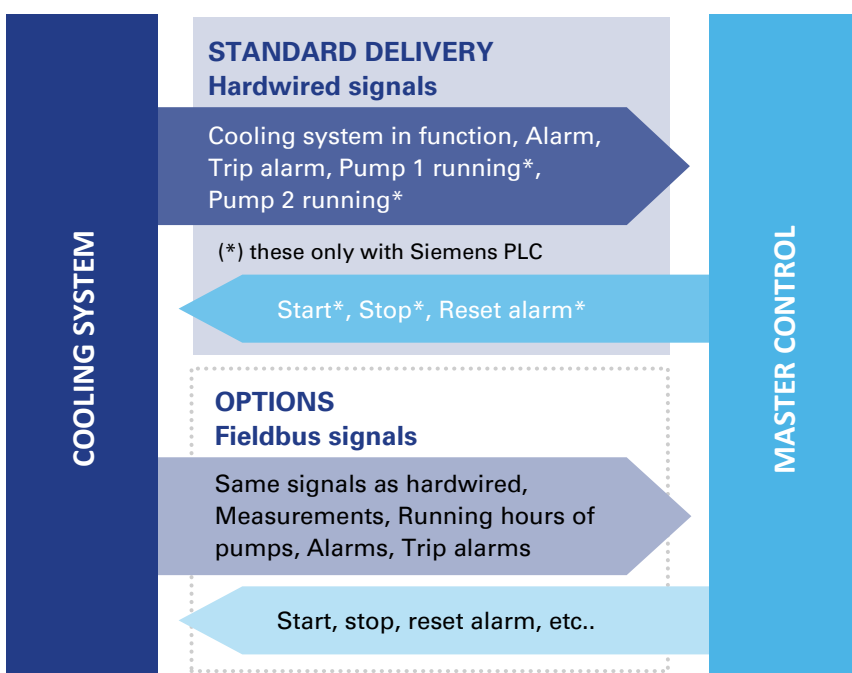 COOLING SYSTEM
STANDARD DELIVERY
Hardwired signals
Cooling system in function, Alarm,
Trip alarm, Pump 1 running*,
Pump 2 running*
(*) these only with Siemens PLC
Start*, Stop*, Reset alarm*
OPTIONS
Fieldbus signals
Same signals as hardwired,
Measurements, Running hours of
pumps, Alarms, Trip alarms
Start, stop, reset alarm, etc..
MASTER CONTROL